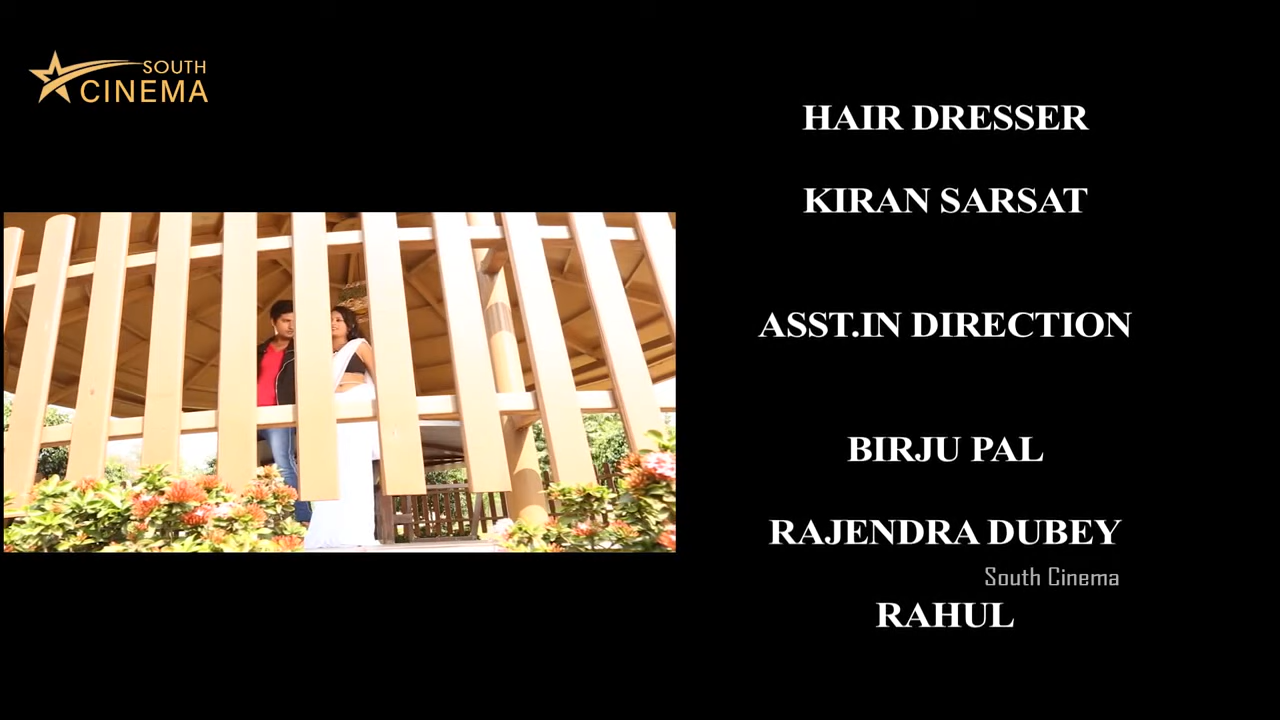 SOUTH
CINEMA
HAIR DRESSER
KIRAN SARSAT
ASST.IN DIRECTION
BIRJU PAL
RAJENDRA DUBEY
South Cinema
RAHUL